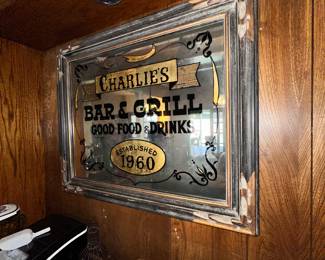 CHARLIE'S
BAR & GRILL
GOOD FOOD & DRINKS
ESTABLISHED
1960